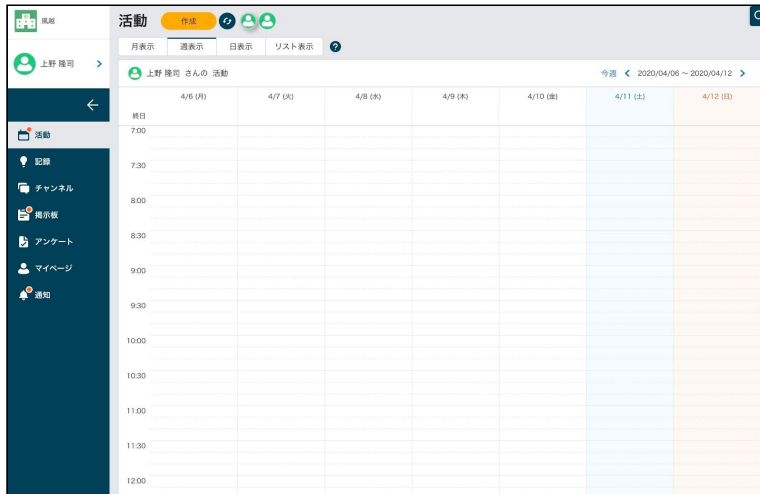 風越
上野 隆司
活動
記録
チャンネル
掲示板
アンケート
マイページ
通知
活動 作成
月表示 週表示 日表示 リスト表示 ?
上野 隆司 さんの 活動 今週 2020/04/06 ~ 2020/04/12
4/6 (月) 4/7 (火) 4/8 (水) 4/9 (木) 4/10 (金) 4/11 (土) 4/12 (日)
終日
7:00
7:30
8:00
8:30
9:00
9:30
10:00
10:30
11:00
11:30
12:00